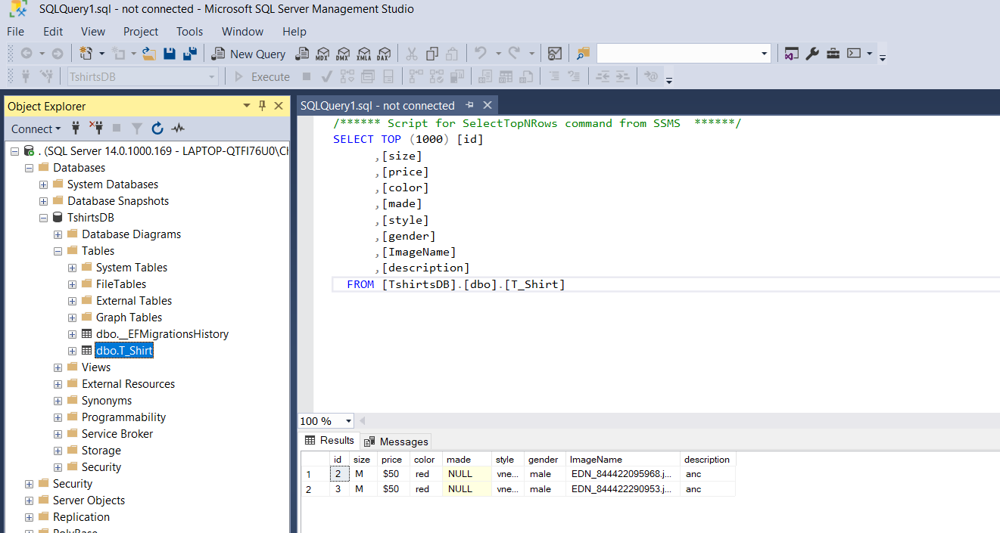 SQLQuery1.sql - not connected - Microsoft SQL Server Management Studio
File Edit View Project Tools Window Help
New Query MDX DMX XMLA DAX
TshirtsDB Execute
Object Explorer
Connect
. (SQL Server 14.0.1000.169 - LAPTOP-QTFI76U0\Ch
Databases
System Databases
Database Snapshots
TshirtsDB
Database Diagrams
Tables
System Tables
FileTables
External Tables
Graph Tables
dbo.__EFMigrationsHistory
dbo.T_Shirt
Views
External Resources
Synonyms
Programmability
Service Broker
Storage
Security
Security
Server Objects
Replication
PolyBase
SQLQuery1.sql - not connected
/****** Script for SelectTopNRows command from SSMS  ******/
SELECT TOP (1000) [id]
,[size]
,[price]
,[color]
,[made]
,[style]
,[gender]
,[ImageName]
,[description]
FROM [TshirtsDB].[dbo].[T_Shirt]
100 %
Results Messages
id size price color made style gender ImageName description
1 2 M $50 red NULL vne... male EDN_844422095968.j... anc
2 3 M $50 red NULL vne... male EDN_844422290953.j... anc